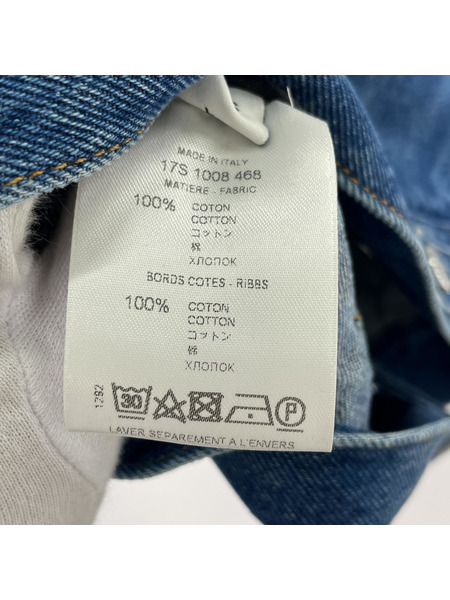 MADE IN ITALY
17S 1008 468
MATIERE - FABRIC
100% COTON
COTTON
コットン
棉
ХЛОПОК
BORDS COTES - RIBBS
100% COTON
COTTON
コットン
棉
ХЛОПОК
1292
30 P
LAVER SEPAREMENT A L'ENVERS